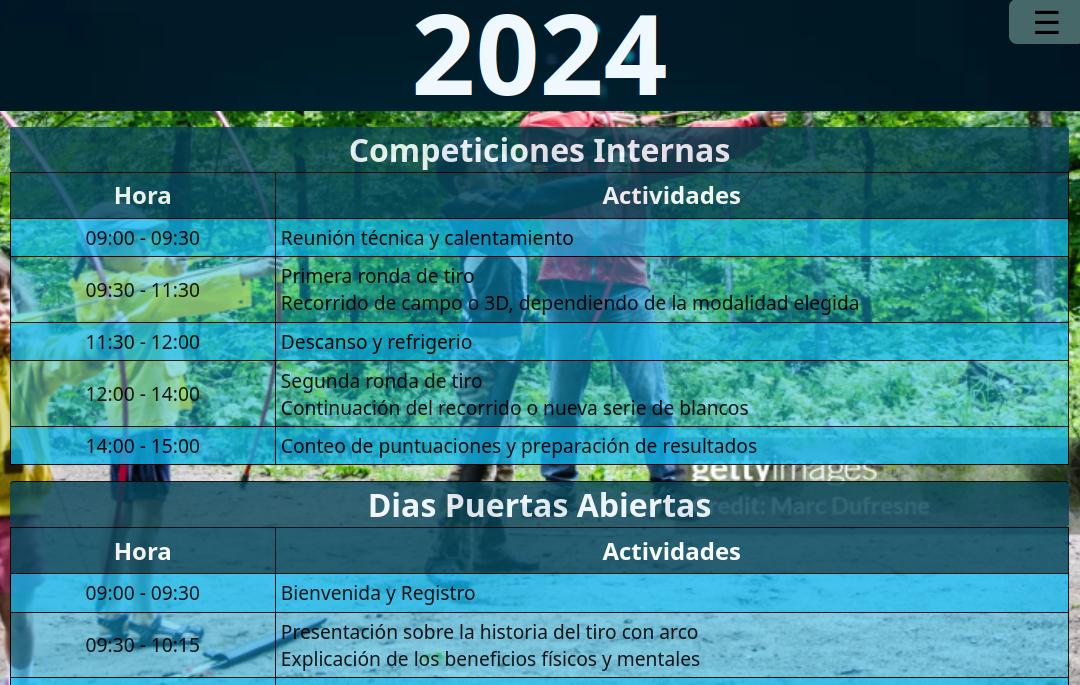 2024
☰
Competiciones Internas
Hora Actividades
09:00 - 09:30 Reunión técnica y calentamiento
09:30 - 11:30 Primera ronda de tiro
Recorrido de campo o 3D, dependiendo de la modalidad elegida
11:30 - 12:00 Descanso y refrigerio
12:00 - 14:00 Segunda ronda de tiro
Continuación del recorrido o nueva serie de blancos
14:00 - 15:00 Conteo de puntuaciones y preparación de resultados
gettyimages
Dias Puertas Abiertas
redit: Marc Dufresne
Hora Actividades
09:00 - 09:30 Bienvenida y Registro
09:30 - 10:15 Presentación sobre la historia del tiro con arco
Explicación de los beneficios físicos y mentales